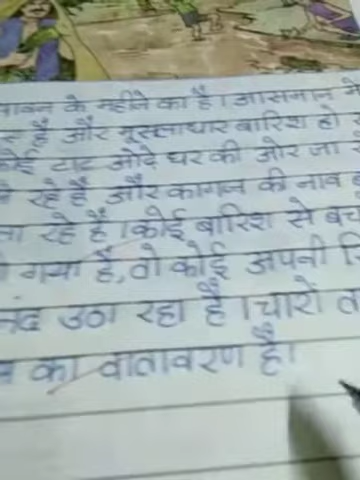 सावन के महीने का है। आसमान में
है और मूसलाधार बारिश हो
टाट ओढे घर की ओर जा
रहे है और कागज की नाव
रहे है। कोई बारिश से बच
गया है, तो कोई अपनी
उठा रहा है। चारो
का वातावरण है।